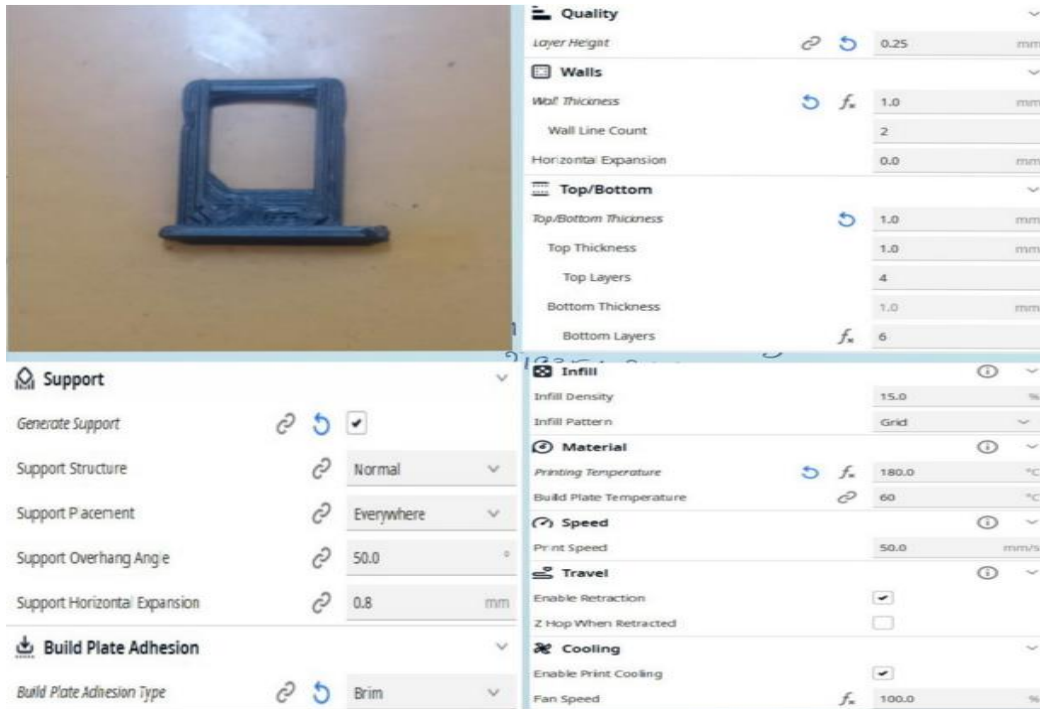 Quality
Layer Height 0.25 mm
Walls
Wall Thickness 1.0 mm
Wall Line Count 2
Horizontal Expansion 0.0 mm
Top/Bottom
Top/Bottom Thickness 1.0 mm
Top Thickness 1.0 mm
Top Layers 4
Bottom Thickness 1.0 mm
Bottom Layers 6
Support
Generate Support
Support Structure Normal
Support Placement Everywhere
Support Overhang Angle 50.0 °
Support Horizontal Expansion 0.8 mm
Build Plate Adhesion
Build Plate Adhesion Type Brim
Infill
Infill Density 15.0 %
Infill Pattern Grid
Material
Printing Temperature 180.0 °C
Build Plate Temperature 60 °C
Speed
Print Speed 50.0 mm/s
Travel
Enable Retraction
Z Hop When Retracted
Cooling
Enable Print Cooling
Fan Speed 100.0 %